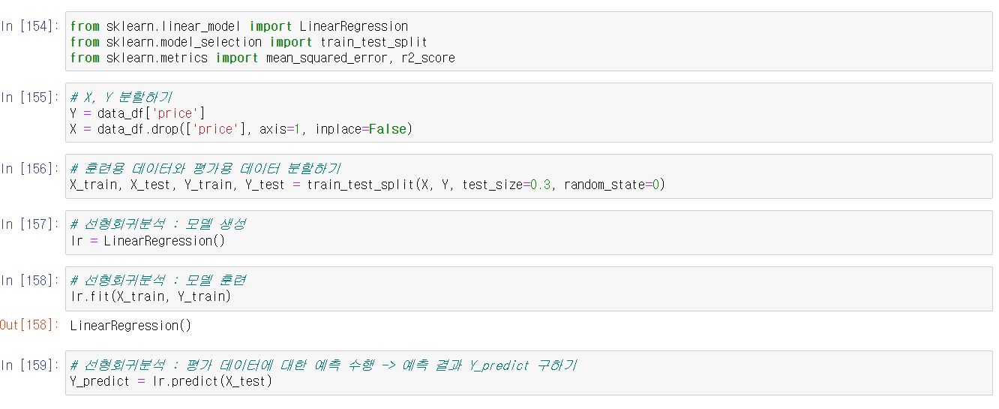 In [154]:
from sklearn.linear_model import LinearRegression
from sklearn.model_selection import train_test_split
from sklearn.metrics import mean_squared_error, r2_score
In [155]:
# X, Y 분할하기
Y = data_df['price']
X = data_df.drop(['price'], axis=1, inplace=False)
In [156]:
# 훈련용 데이터와 평가용 데이터 분할하기
X_train, X_test, Y_train, Y_test = train_test_split(X, Y, test_size=0.3, random_state=0)
In [157]:
# 선형회귀분석 : 모델 생성
lr = LinearRegression()
In [158]:
# 선형회귀분석 : 모델 훈련
lr.fit(X_train, Y_train)
Out[158]:
LinearRegression()
In [159]:
# 선형회귀분석 : 평가 데이터에 대한 예측 수행 -> 예측 결과 Y_predict 구하기
Y_predict = lr.predict(X_test)